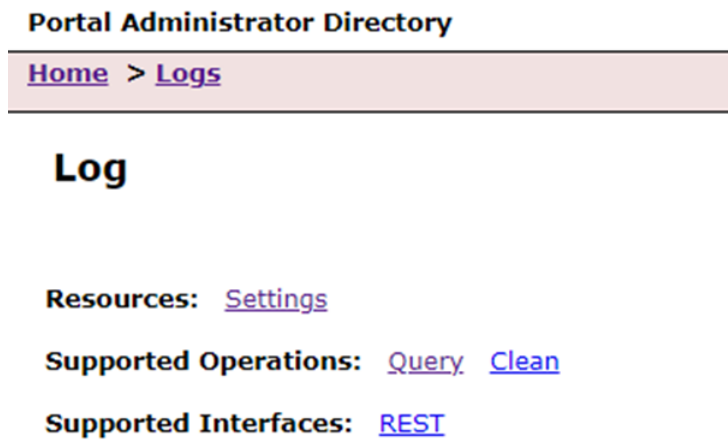 Portal Administrator Directory
Home > Logs
Log
Resources: Settings
Supported Operations: Query Clean
Supported Interfaces: REST